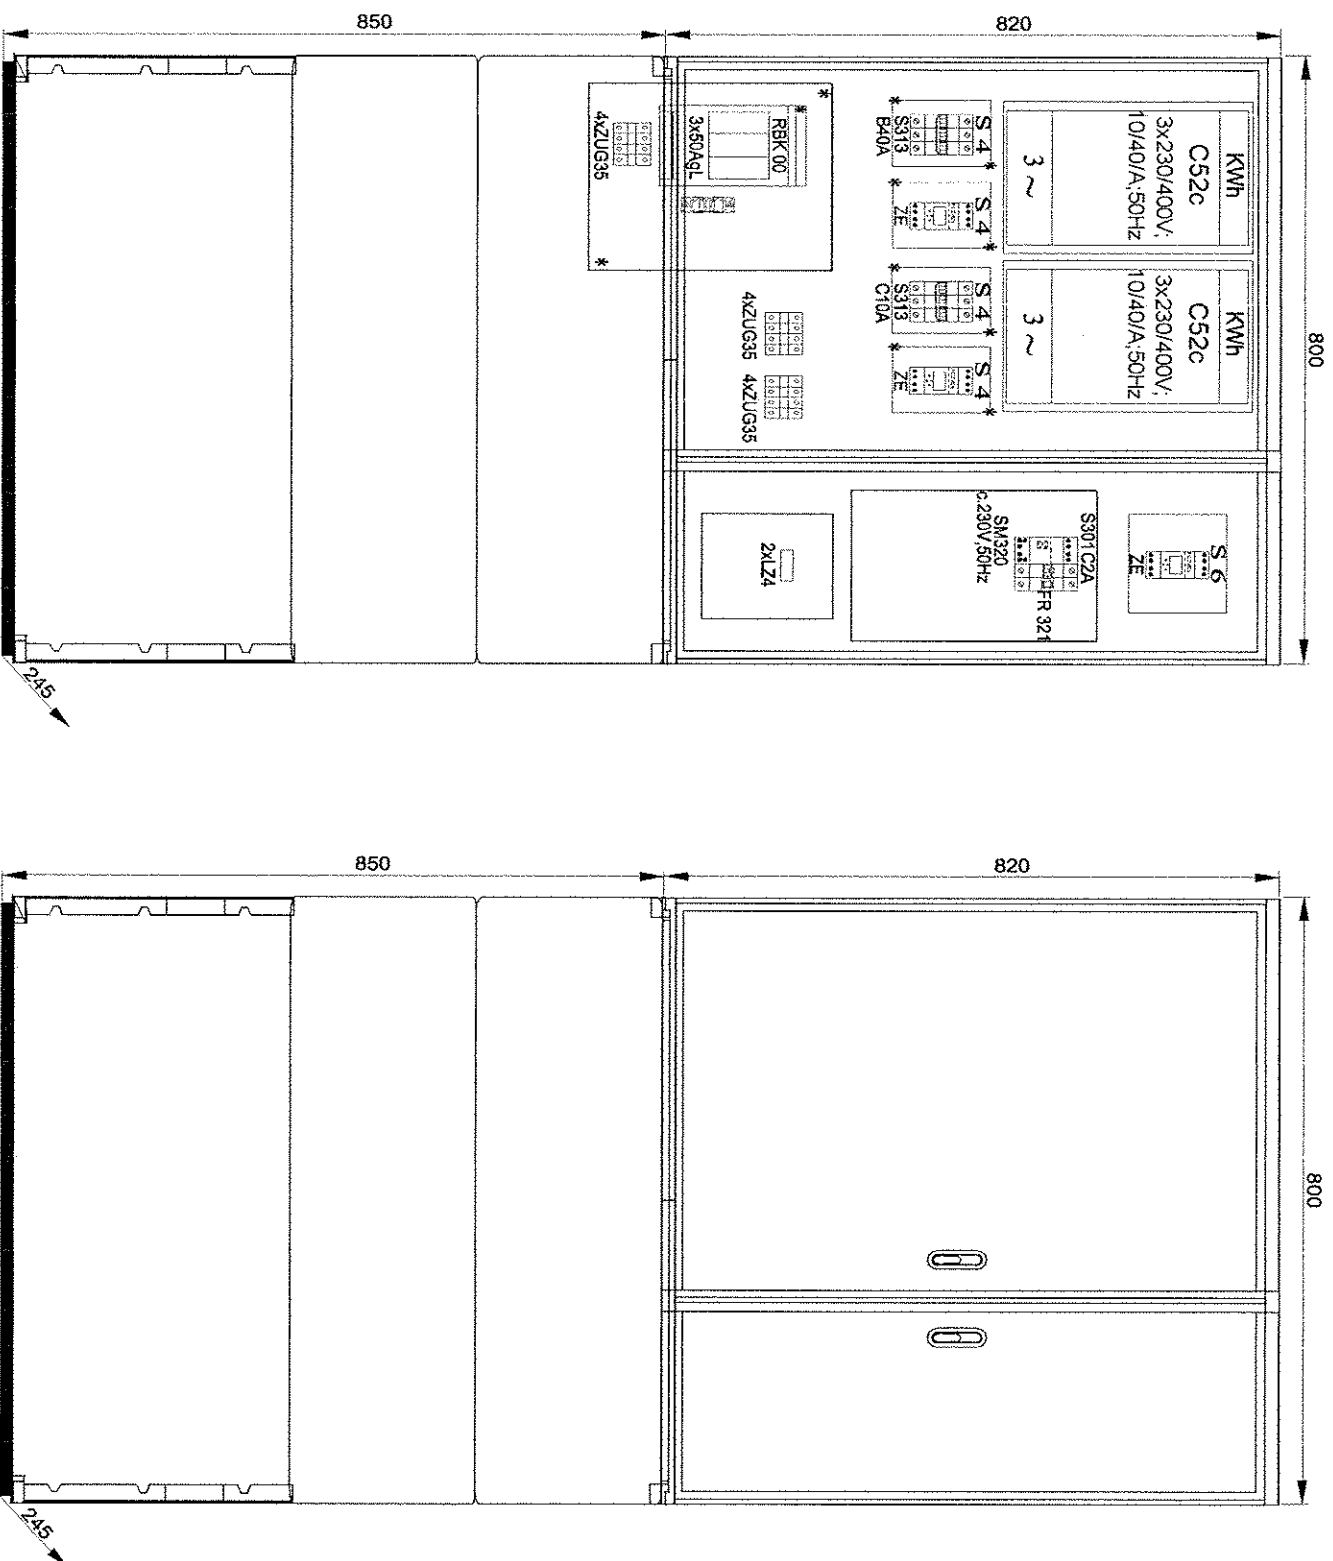 850
820
800
KWh
C52c
3x230/400V;
10/40/A;50Hz
3 ~
KWh
C52c
3x230/400V;
10/40/A;50Hz
3 ~
* S 4 *
S313
B40A
* S 4 *
ZE
* S 4 *
S313
C10A
* S 4 *
ZE
*
RBK 00
*
3x50AgL
4xZUG35
*
4xZUG35
4xZUG35
S 6
ZE
S301 C2A
FR 321
SM320
c.230V,50Hz
2xLZ4
245
850
820
800
245